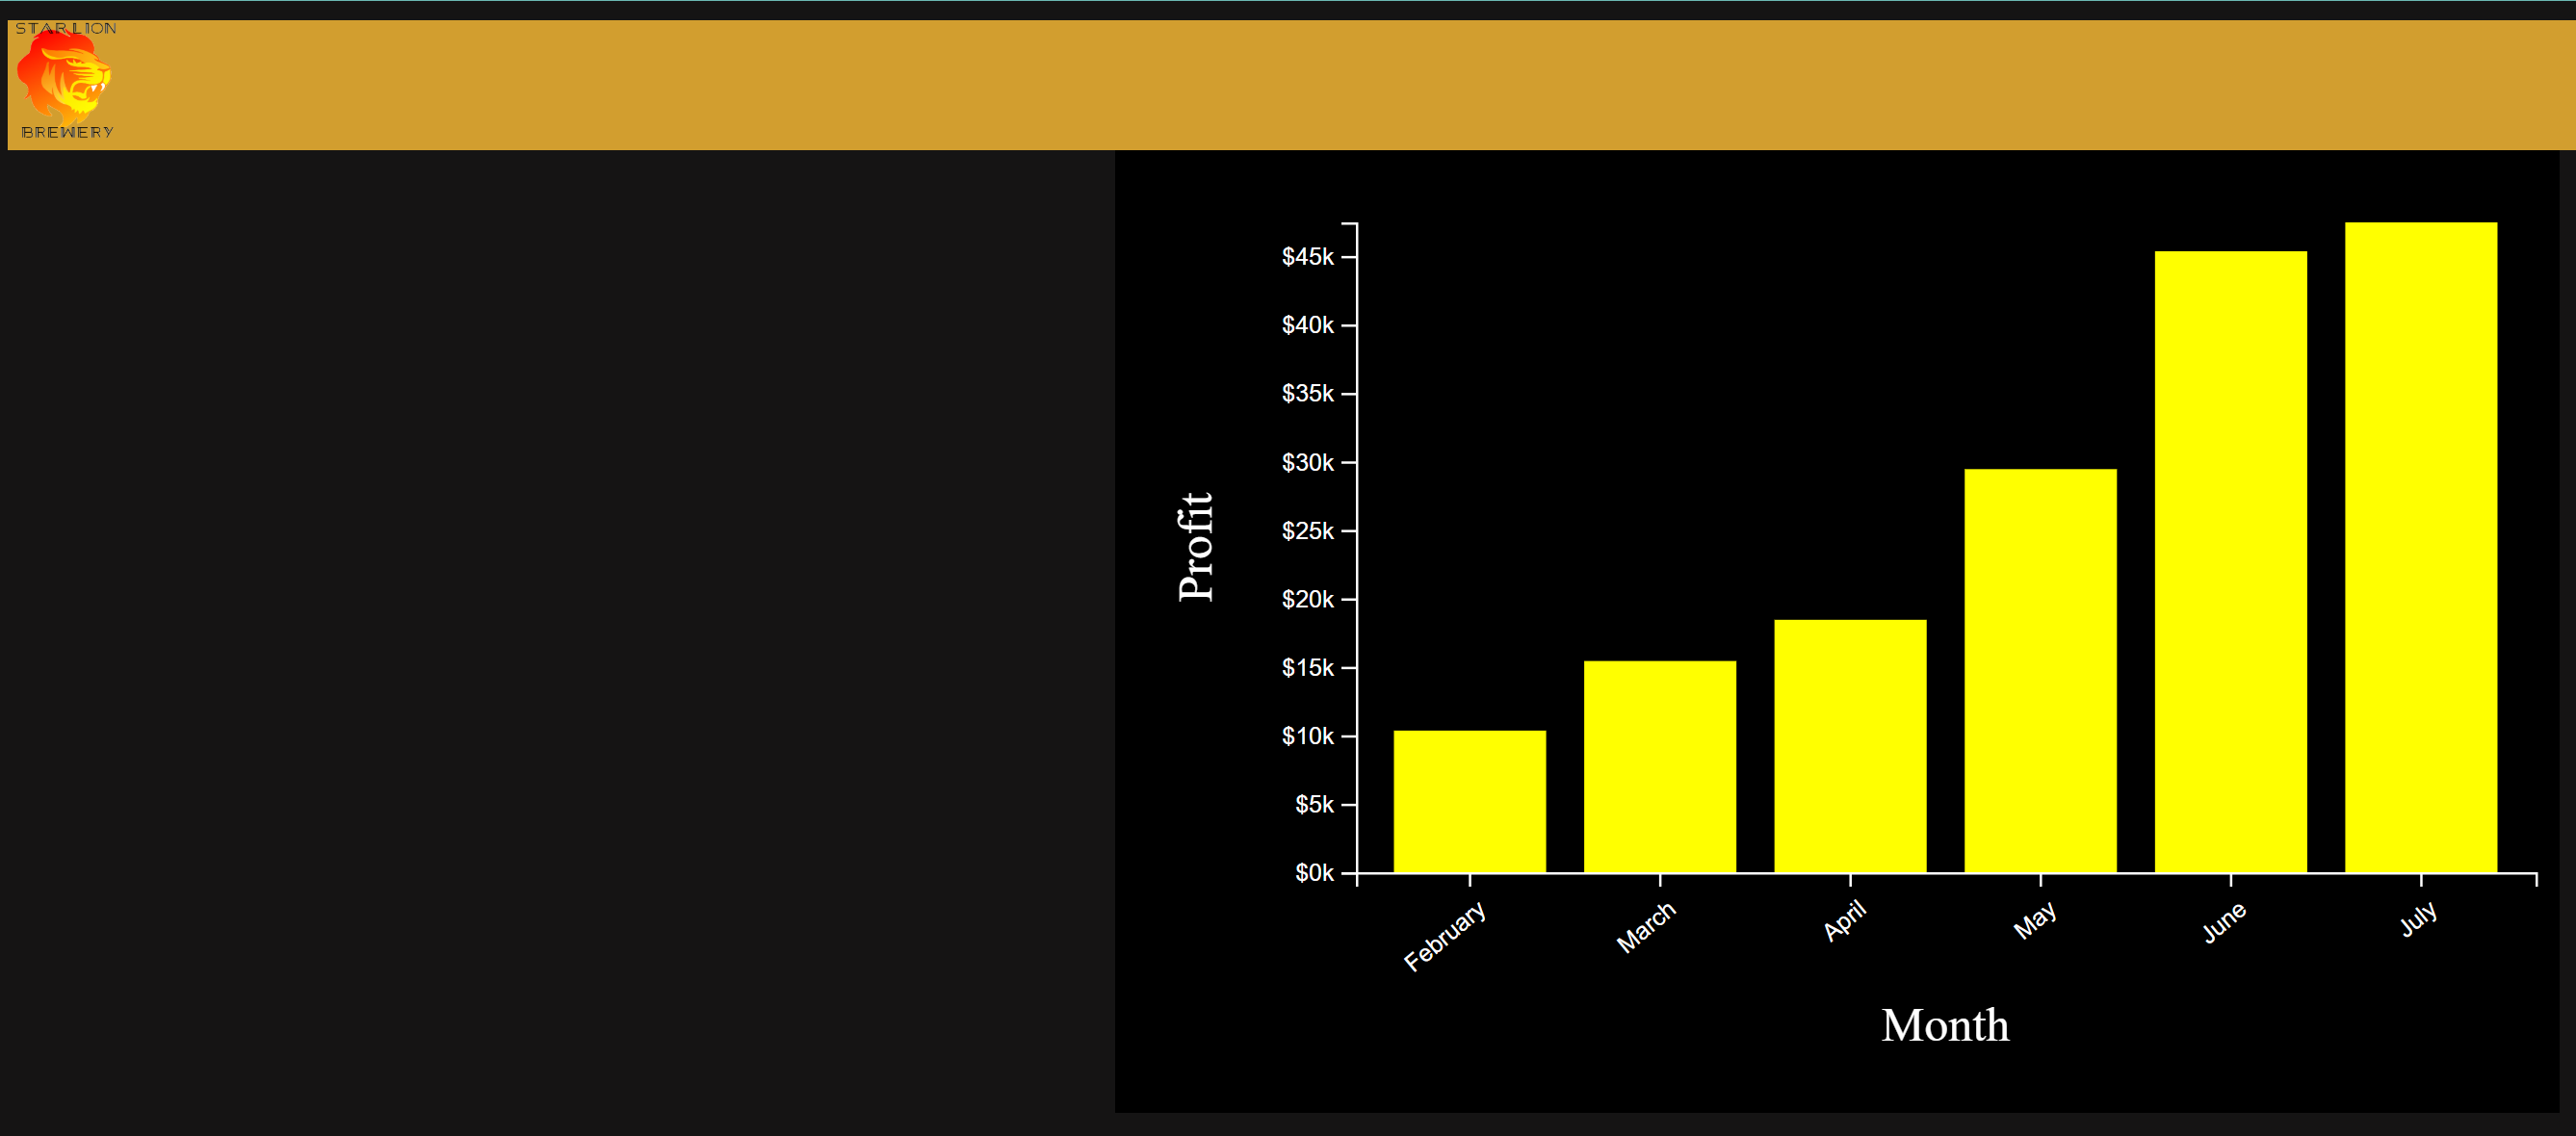 STAR LION
BREWERY
Profit
$45k
$40k
$35k
$30k
$25k
$20k
$15k
$10k
$5k
$0k
February
March
April
May
June
July
Month